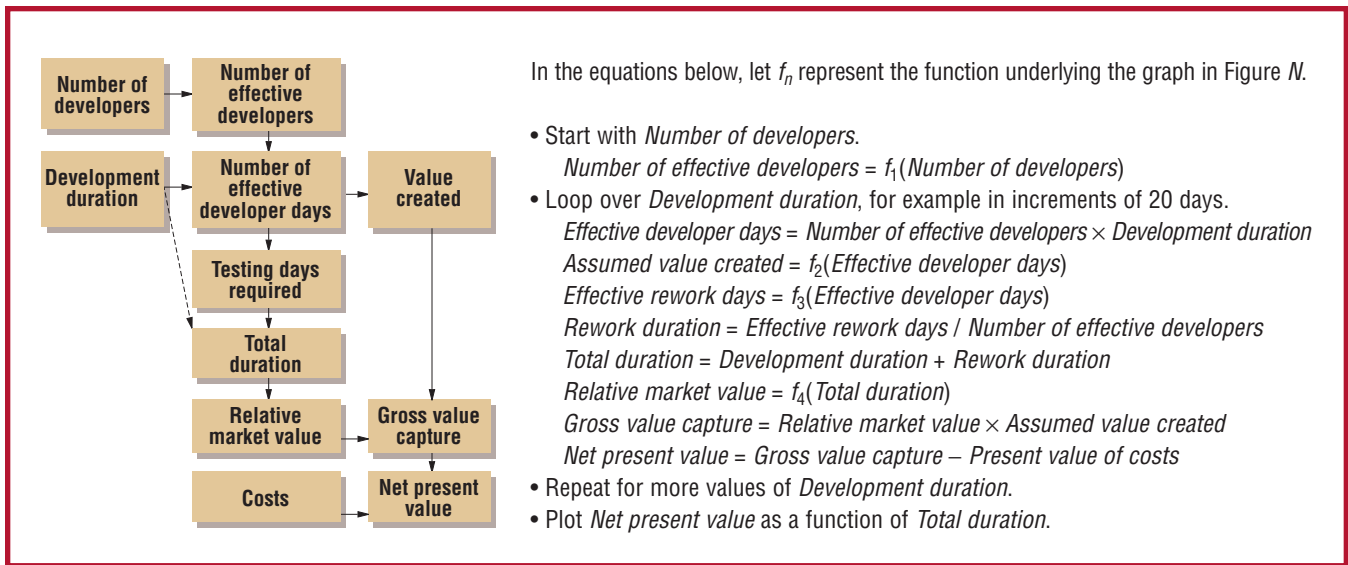 Number of
developers
Number of
effective
developers
Development
duration
Number of
effective
developer days
Value
created
Testing days
required
Total
duration
Relative
market value
Gross value
capture
Costs
Net present
value
In the equations below, let fn represent the function underlying the graph in Figure N.
• Start with Number of developers.
Number of effective developers = f1(Number of developers)
• Loop over Development duration, for example in increments of 20 days.
Effective developer days = Number of effective developers × Development duration
Assumed value created = f2(Effective developer days)
Effective rework days = f3(Effective developer days)
Rework duration = Effective rework days / Number of effective developers
Total duration = Development duration + Rework duration
Relative market value = f4(Total duration)
Gross value capture = Relative market value × Assumed value created
Net present value = Gross value capture – Present value of costs
• Repeat for more values of Development duration.
• Plot Net present value as a function of Total duration.